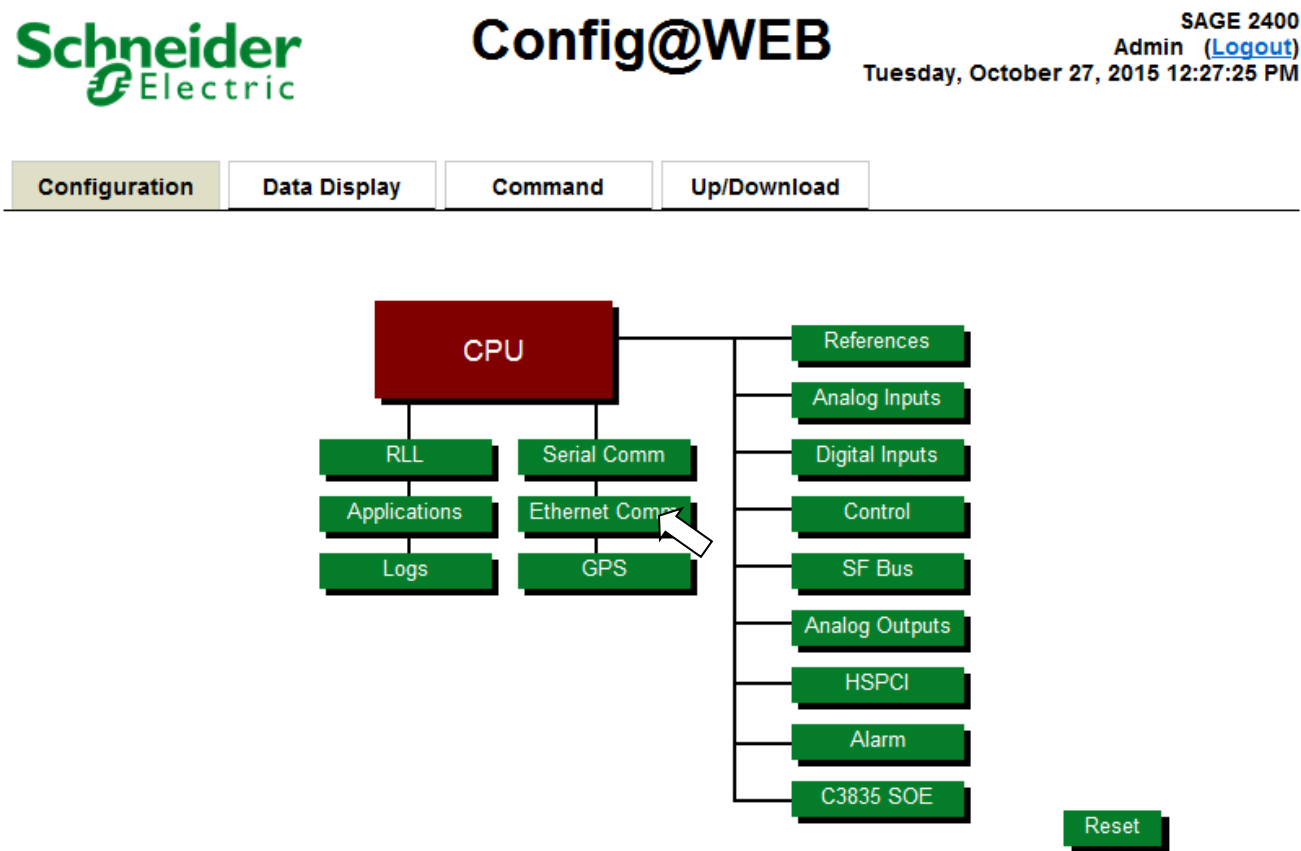 Schneider
Electric
Config@WEB
SAGE 2400
Admin (Logout)
Tuesday, October 27, 2015 12:27:25 PM
Configuration
Data Display
Command
Up/Download
CPU
RLL
Applications
Logs
Serial Comm
Ethernet Comm
GPS
References
Analog Inputs
Digital Inputs
Control
SF Bus
Analog Outputs
HSPCI
Alarm
C3835 SOE
Reset